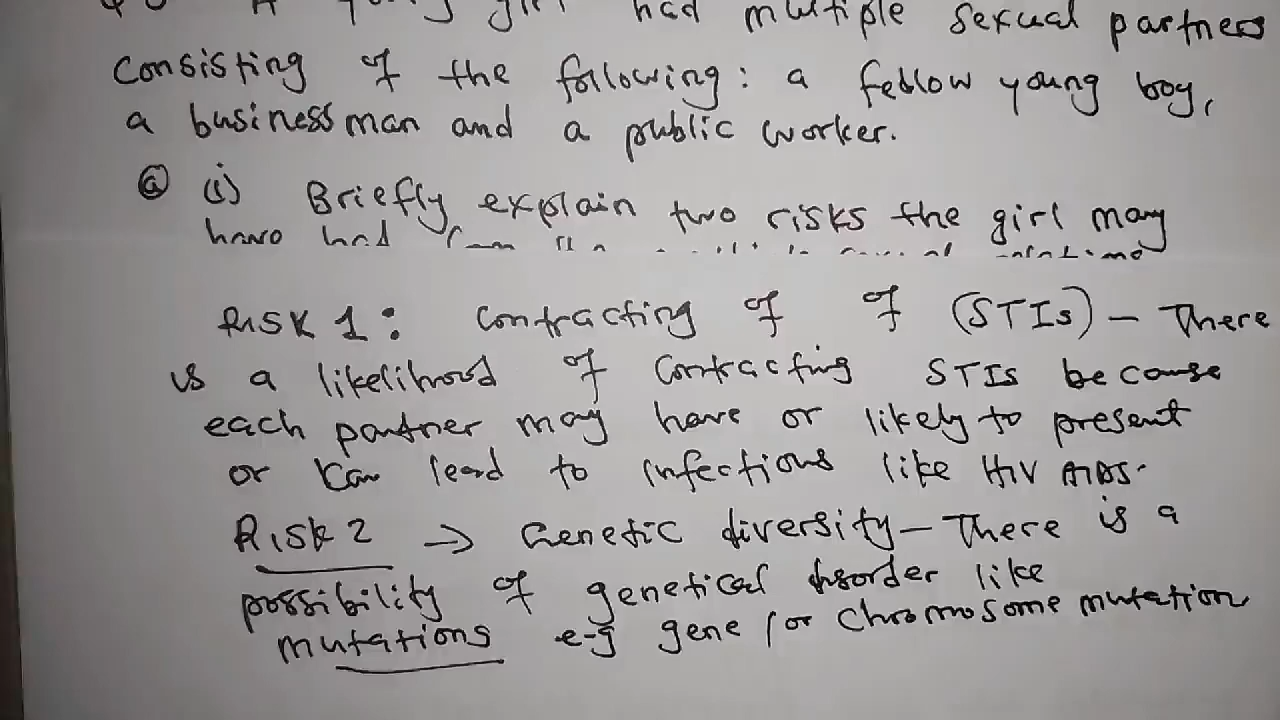 A young girl had multiple sexual partners
consisting of the following: a fellow young boy,
a businessman and a public worker.
(a) (i) Briefly explain two risks the girl may
have had
RISK 1: Contracting of of (STIs) – There
is a likelihood of contracting STIs because
each partner may have or likely to present
or can lead to infections like HIV AIDS.
Risk 2 → Genetic diversity – There is a
possibility of genetical disorder like
mutations e-g gene / or chromosome mutation